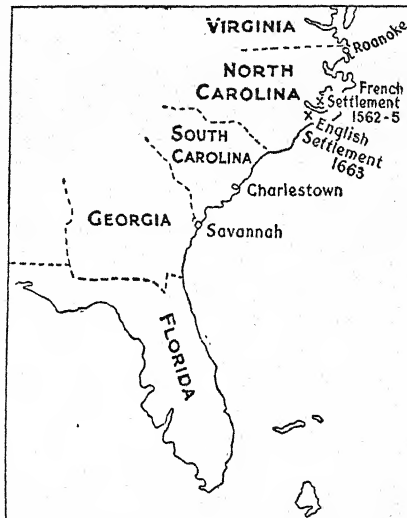 VIRGINIA
Roanoke
NORTH
CAROLINA
French
Settlement
1562-5
English
Settlement
1663
SOUTH
CAROLINA
Charlestown
GEORGIA
Savannah
FLORIDA